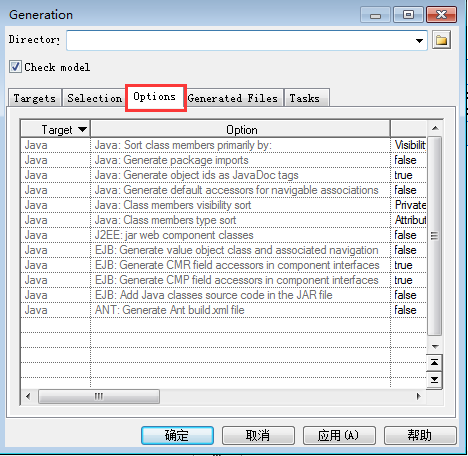 Generation
Directory
Check model
Targets Selection Options Generated Files Tasks
Target Option
Java Java: Sort class members primarily by: Visibilit
Java Java: Generate package imports false
Java Java: Generate object ids as JavaDoc tags true
Java Java: Generate default accessors for navigable associations false
Java Java: Class members visibility sort Private
Java Java: Class members type sort Attribut
Java J2EE: jar web component classes false
Java EJB: Generate value object class and associated navigation false
Java EJB: Generate CMR field accessors in component interfaces true
Java EJB: Generate CMP field accessors in component interfaces true
Java EJB: Add Java classes source code in the JAR file false
Java ANT: Generate Ant build.xml file false
确定 取消 应用(A) 帮助